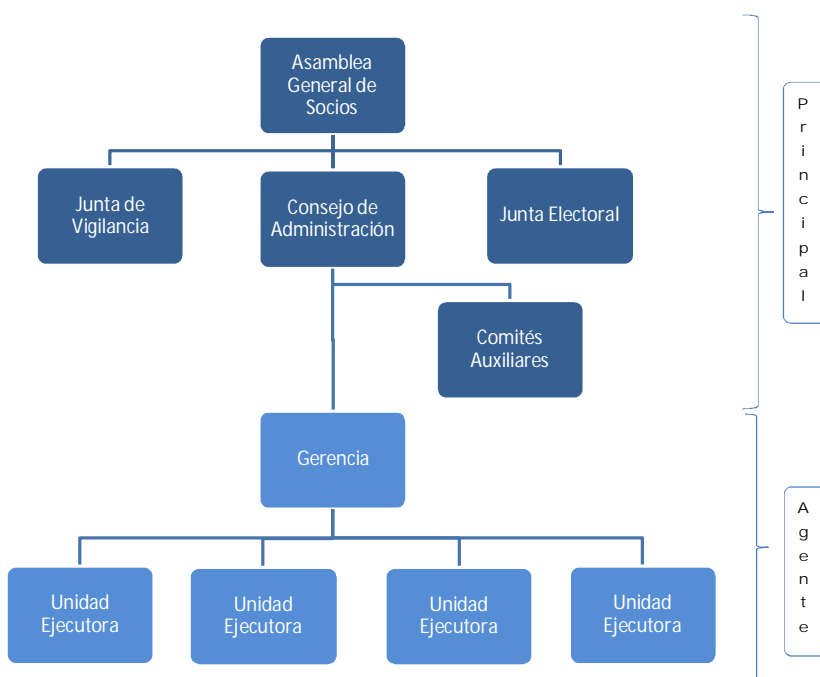 Asamblea
General de
Socios
Junta de
Vigilancia
Consejo de
Administración
Junta Electoral
Comités
Auxiliares
Gerencia
Unidad
Ejecutora
Unidad
Ejecutora
Unidad
Ejecutora
Unidad
Ejecutora
P
r
i
n
c
i
p
a
l
A
g
e
n
t
e